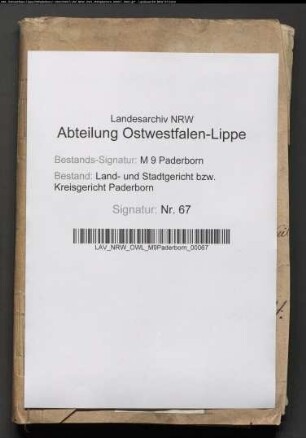 Landesarchiv NRW
Abteilung Ostwestfalen-Lippe
Bestands-Signatur: M 9 Paderborn
Bestand: Land- und Stadtgericht bzw.
Kreisgericht Paderborn
Signatur: Nr. 67
LAV_NRW_OWL_M9Paderborn_00067